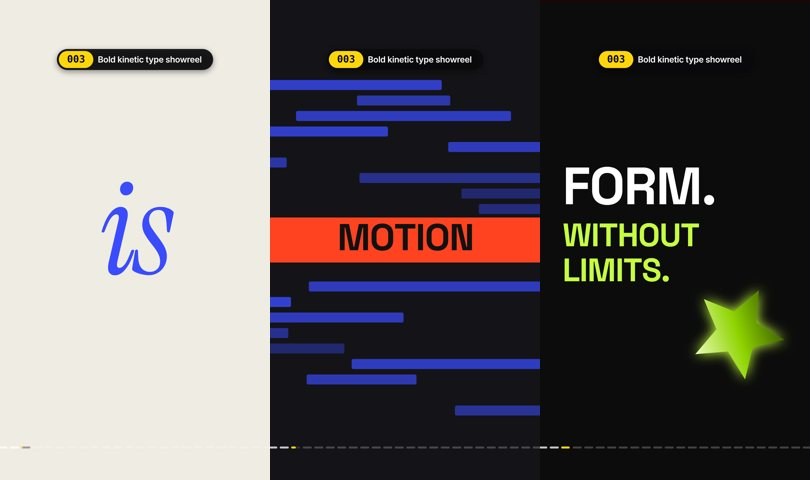 003 Bold kinetic type showreel
is
003 Bold kinetic type showreel
MOTION
003 Bold kinetic type showreel
FORM.
WITHOUT
LIMITS.